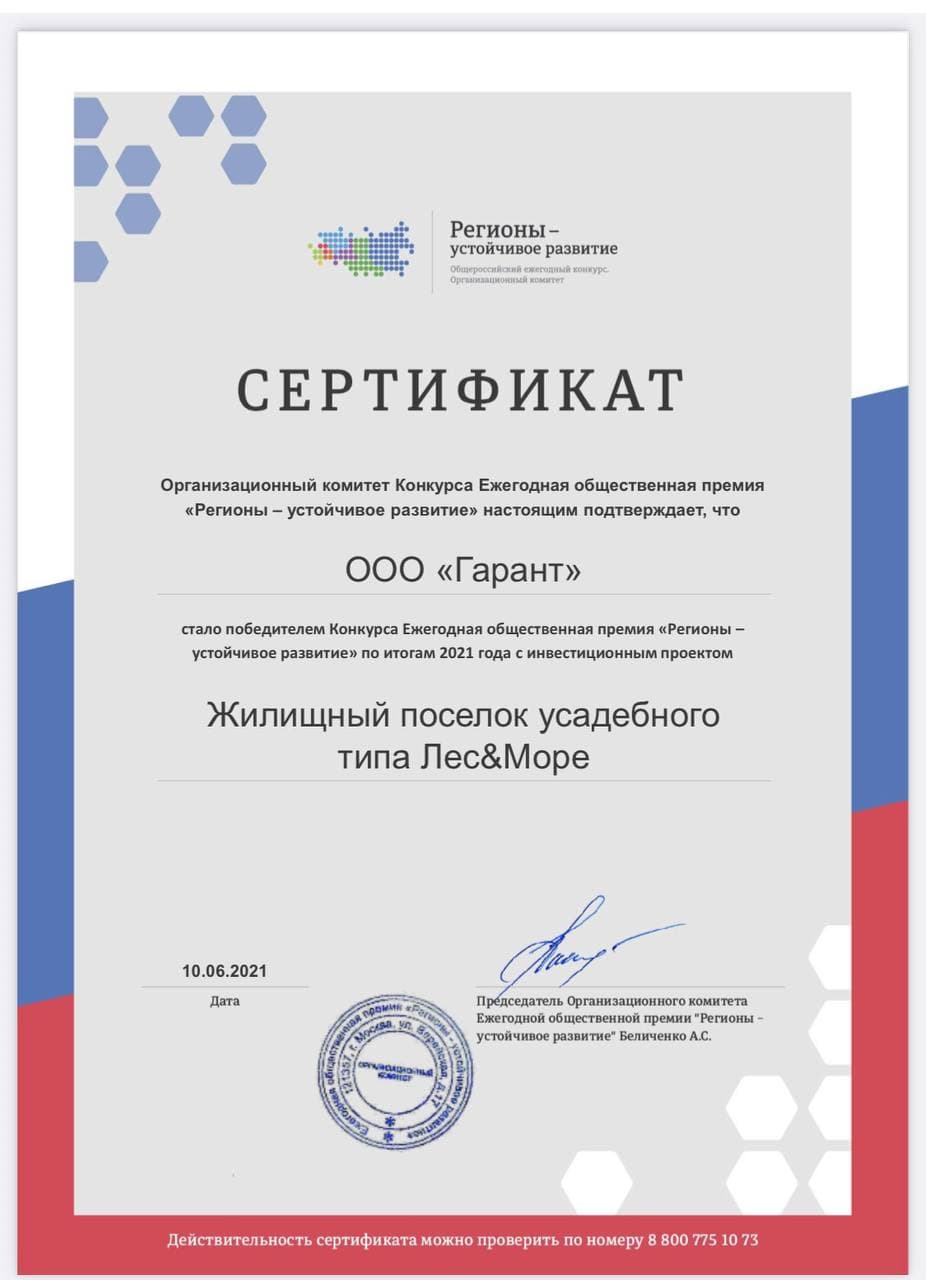 Регионы –
устойчивое развитие
Общероссийский ежегодный конкурс.
Организационный комитет
СЕРТИФИКАТ
Организационный комитет Конкурса Ежегодная общественная премия
«Регионы – устойчивое развитие» настоящим подтверждает, что
ООО «Гарант»
стало победителем Конкурса Ежегодная общественная премия «Регионы –
устойчивое развитие» по итогам 2021 года с инвестиционным проектом
Жилищный поселок усадебного
типа Лес&Море
10.06.2021
Дата
Председатель Организационного комитета
Ежегодной общественной премии "Регионы –
устойчивое развитие" Беличенко А.С.
Ежегодная общественная премия «Регионы - устойчивое развитие»
121357, г. Москва, ул. Верейская, д.17
ОРГАНИЗАЦИОННЫЙ
КОМИТЕТ
Действительность сертификата можно проверить по номеру 8 800 775 10 73